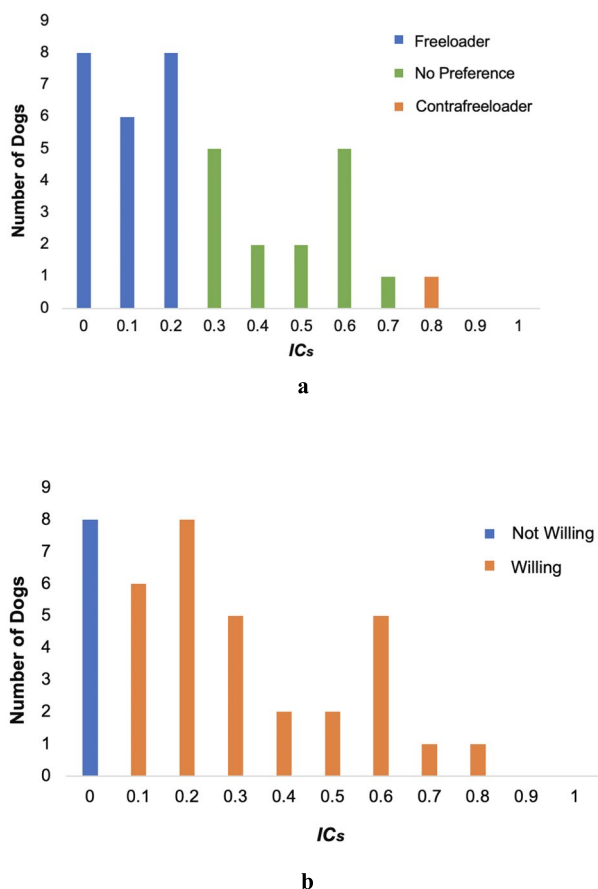 9
8
7
6
5
4
3
2
1
0
Number of Dogs
Freeloader
No Preference
Contrafreeloader
0 0.1 0.2 0.3 0.4 0.5 0.6 0.7 0.8 0.9 1
ICs
a
9
8
7
6
5
4
3
2
1
0
Number of Dogs
Not Willing
Willing
0 0.1 0.2 0.3 0.4 0.5 0.6 0.7 0.8 0.9 1
ICs
b